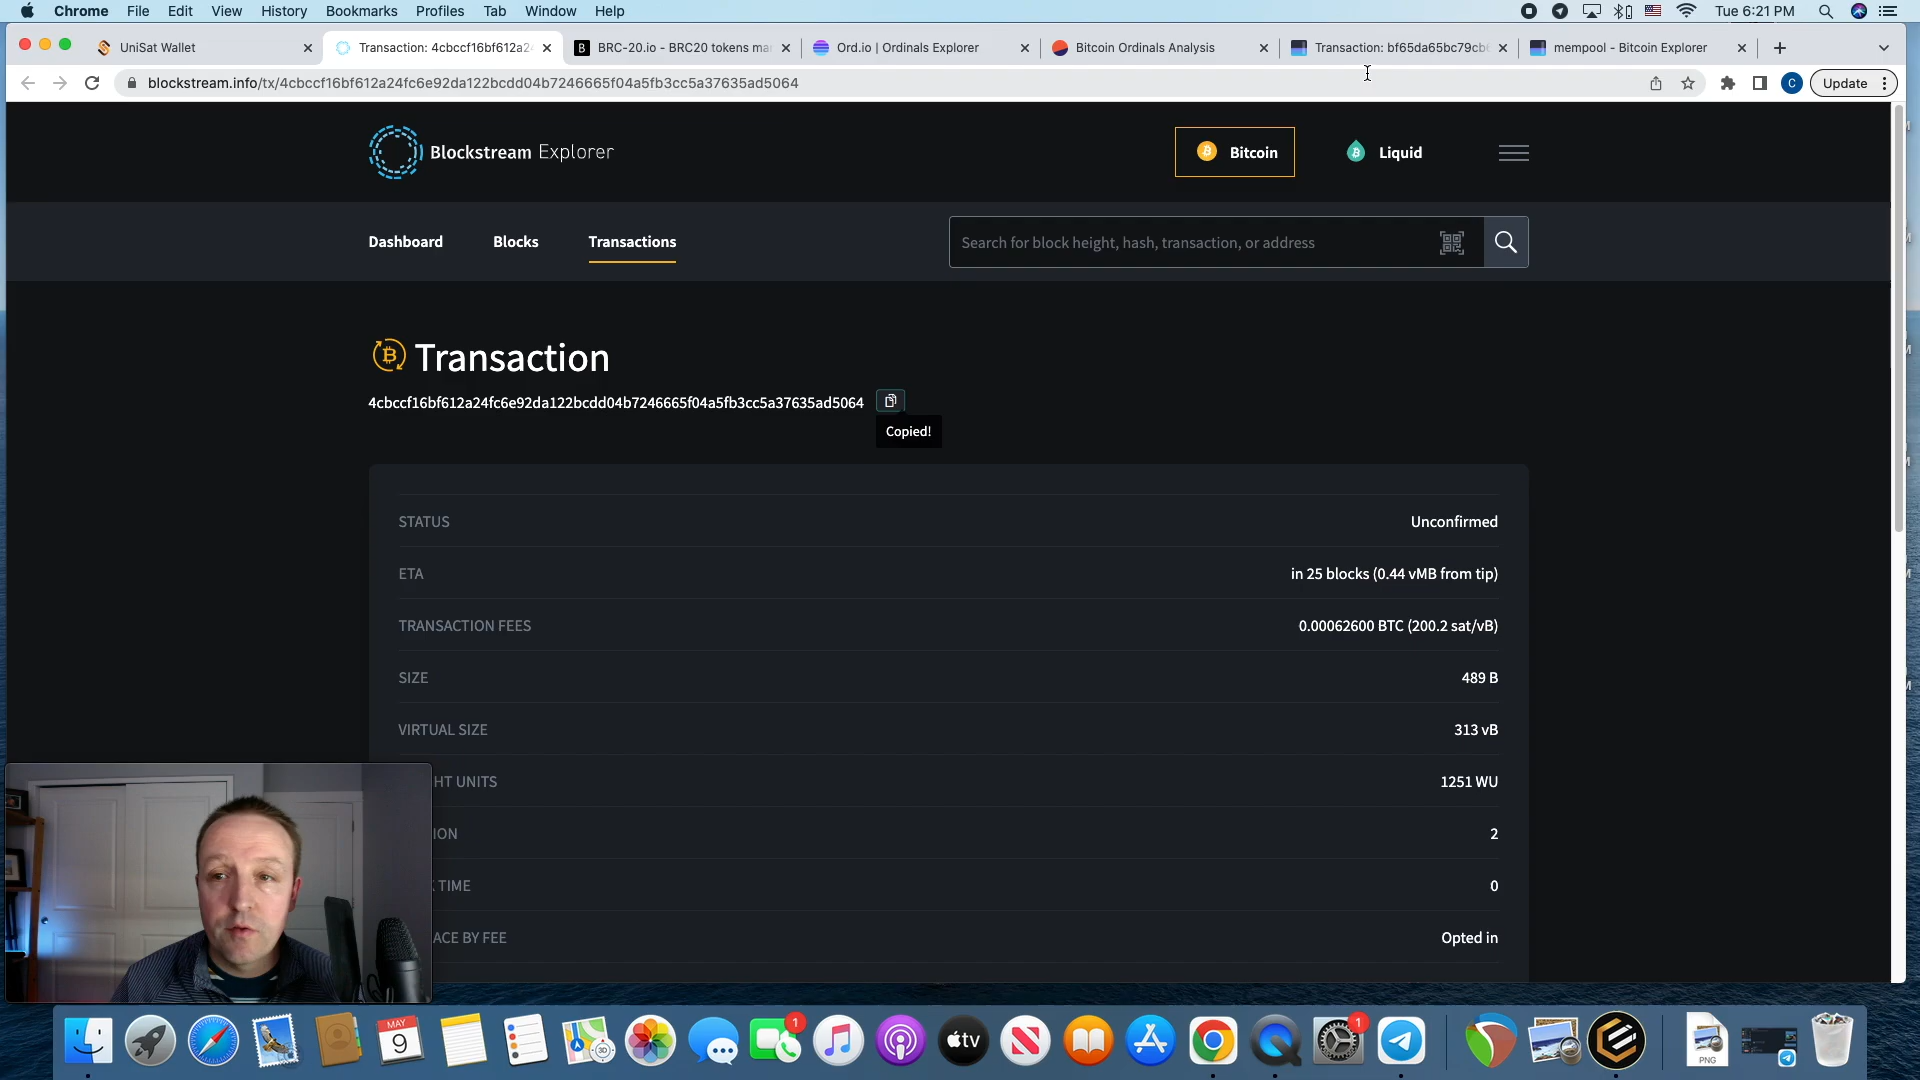 Chrome File Edit View History Bookmarks Profiles Tab Window Help
Tue 6:21 PM
UniSat Wallet
Transaction: 4cbccf16bf612a2
BRC-20.io - BRC20 tokens ma
Ord.io | Ordinals Explorer
Bitcoin Ordinals Analysis
Transaction: bf65da65bc79cb
mempool - Bitcoin Explorer
blockstream.info/tx/4cbccf16bf612a24fc6e92da122bcdd04b7246665f04a5fb3cc5a37635ad5064
C
Update
Blockstream Explorer
Bitcoin
Liquid
Dashboard
Blocks
Transactions
Search for block height, hash, transaction, or address
Transaction
4cbccf16bf612a24fc6e92da122bcdd04b7246665f04a5fb3cc5a37635ad5064
Copied!
STATUS Unconfirmed
ETA in 25 blocks (0.44 vMB from tip)
TRANSACTION FEES 0.00062600 BTC (200.2 sat/vB)
SIZE 489 B
VIRTUAL SIZE 313 vB
HT UNITS 1251 WU
ION 2
TIME 0
ACE BY FEE Opted in
MAY
9
1
tv
1
PNG